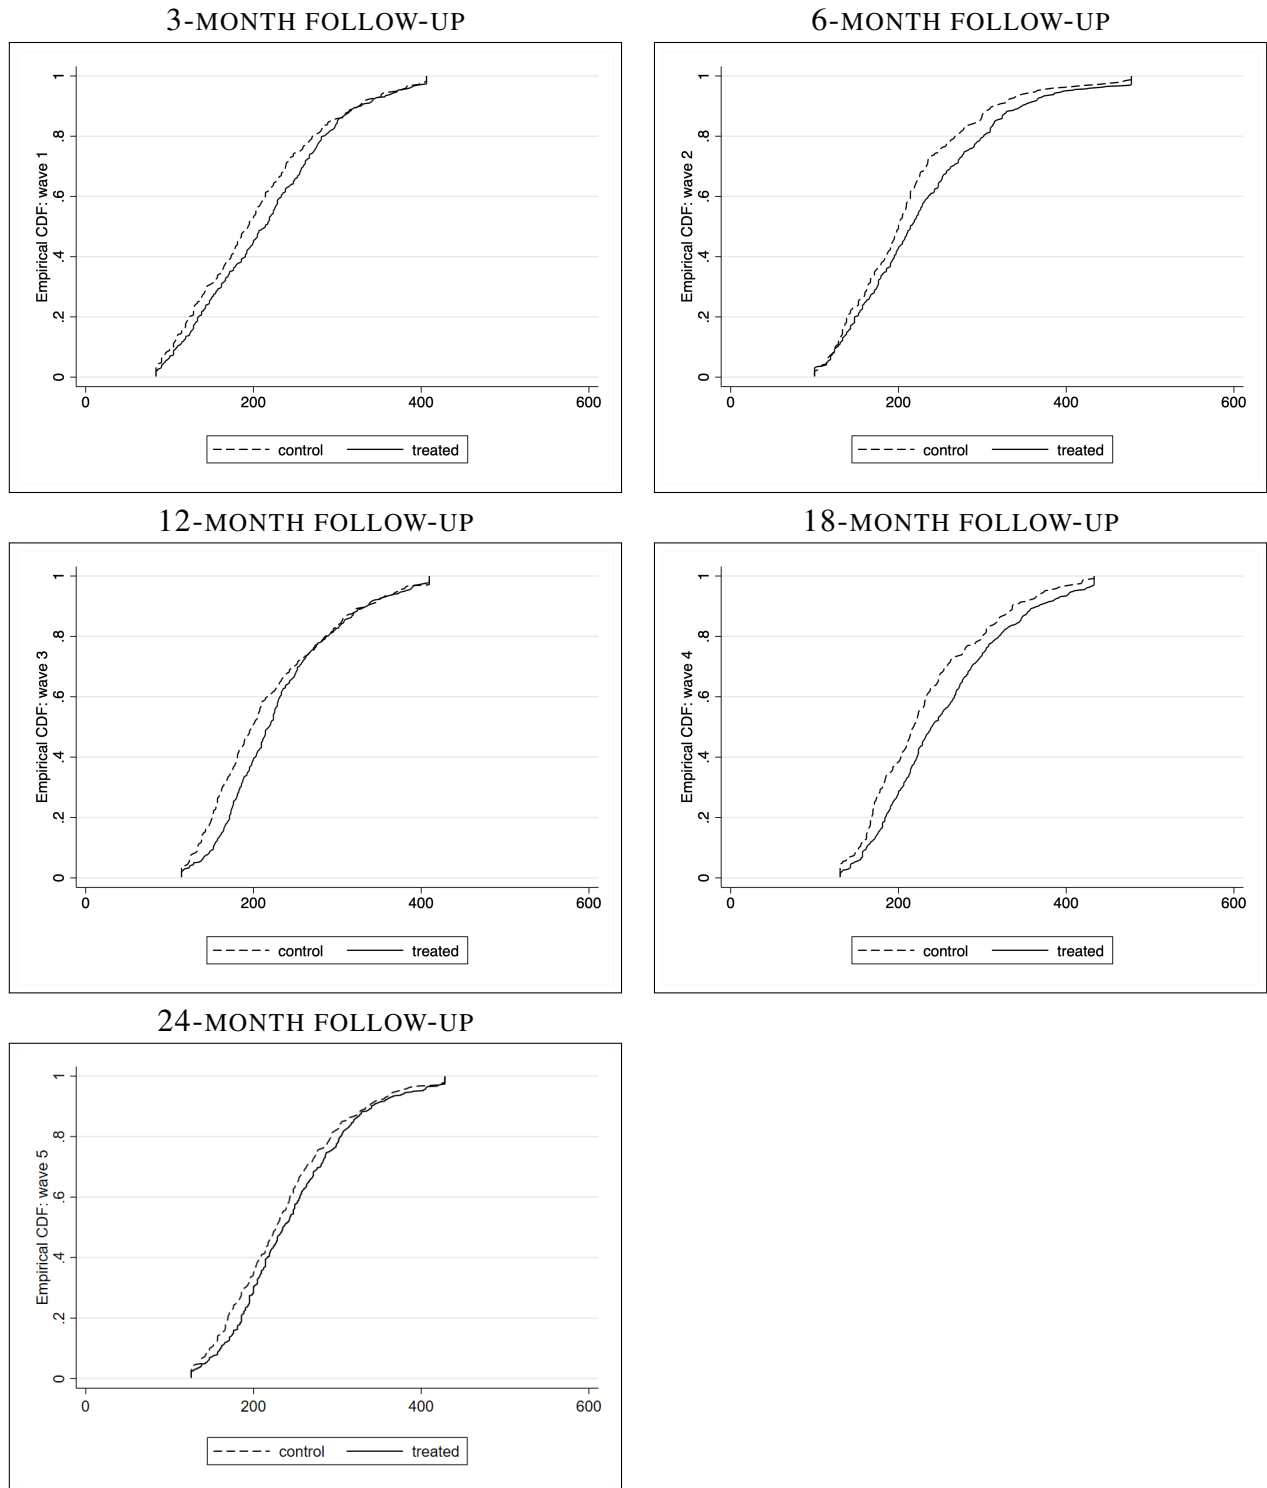 3-MONTH FOLLOW-UP
Empirical CDF: wave 1
1
.8
.6
.4
.2
0
0 200 400 600
control treated
6-MONTH FOLLOW-UP
Empirical CDF: wave 2
1
.8
.6
.4
.2
0
0 200 400 600
control treated
12-MONTH FOLLOW-UP
Empirical CDF: wave 3
1
.8
.6
.4
.2
0
0 200 400 600
control treated
18-MONTH FOLLOW-UP
Empirical CDF: wave 4
1
.8
.6
.4
.2
0
0 200 400 600
control treated
24-MONTH FOLLOW-UP
Empirical CDF: wave 5
1
.8
.6
.4
.2
0
0 200 400 600
control treated